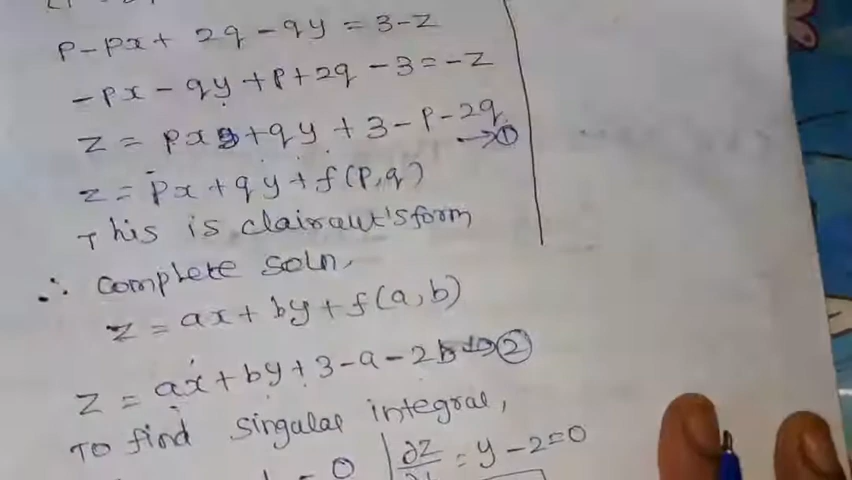 p - px + 2q - qy = 3 - z
- px - qy + p + 2q - 3 = - z
z = px + qy + 3 - p - 2q → ①
z = px + qy + f(p,q)
This is clairaut's form
∴ complete soln,
z = ax + by + f(a,b)
z = ax + by + 3 - a - 2b → ②
To find singular integral,
= 0 | ∂z = y - 2 = 0